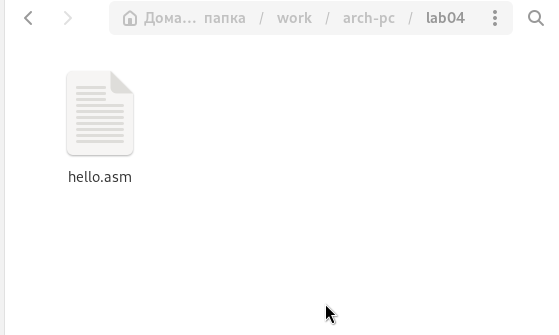 Дома... папка / work / arch-pc / lab04
hello.asm